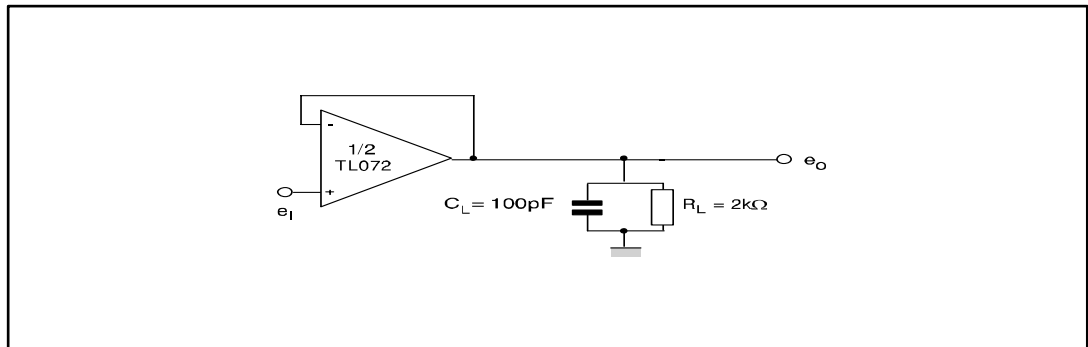 -
1/2
TL072
+
e_I
e_o
C_L = 100pF
R_L = 2kΩ